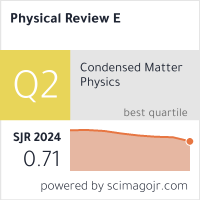 Physical Review E
Q2
Condensed Matter
Physics
best quartile
SJR 2024
0.71
powered by scimagojr.com